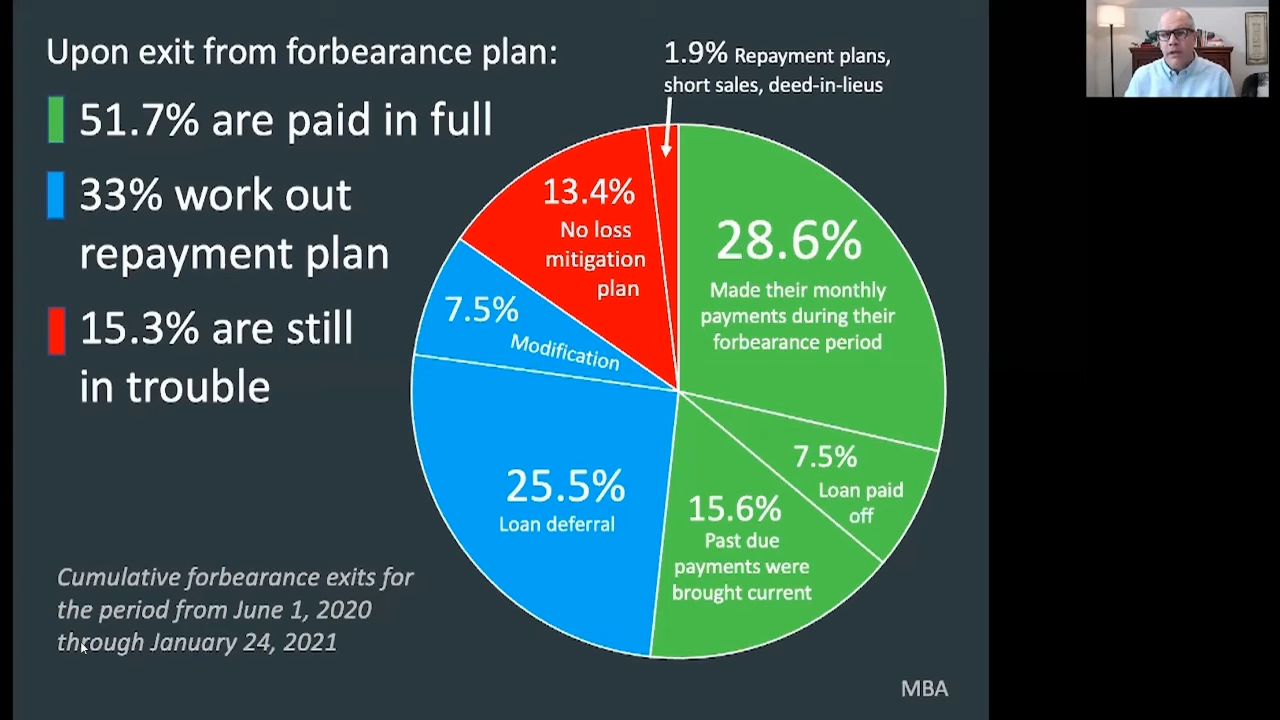 Upon exit from forbearance plan:
51.7% are paid in full
33% work out
repayment plan
15.3% are still
in trouble
1.9% Repayment plans,
short sales, deed-in-lieus
13.4%
No loss
mitigation
plan
28.6%
Made their monthly
payments during their
forbearance period
7.5%
Modification
7.5%
Loan paid
off
25.5%
Loan deferral
15.6%
Past due
payments were
brought current
Cumulative forbearance exits for
the period from June 1, 2020
through January 24, 2021
MBA